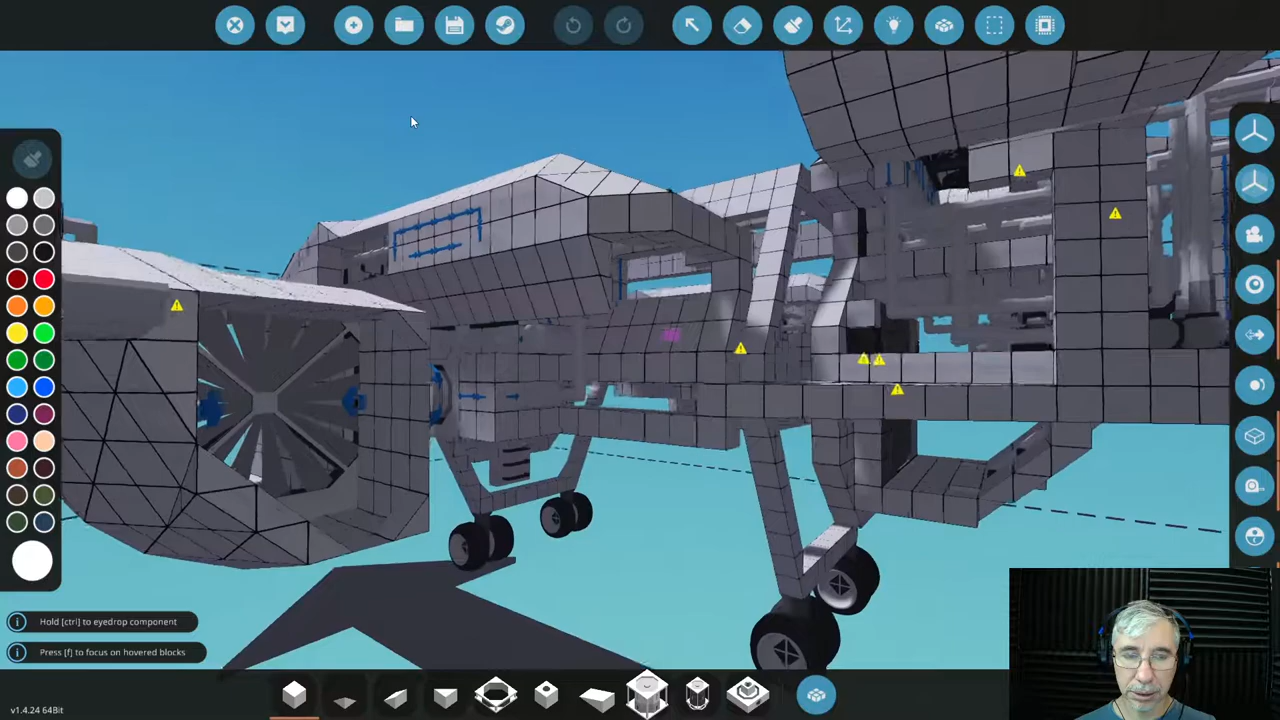 Hold [ctrl] to eyedrop component
Press [f] to focus on hovered blocks
v1.4.24 64Bit